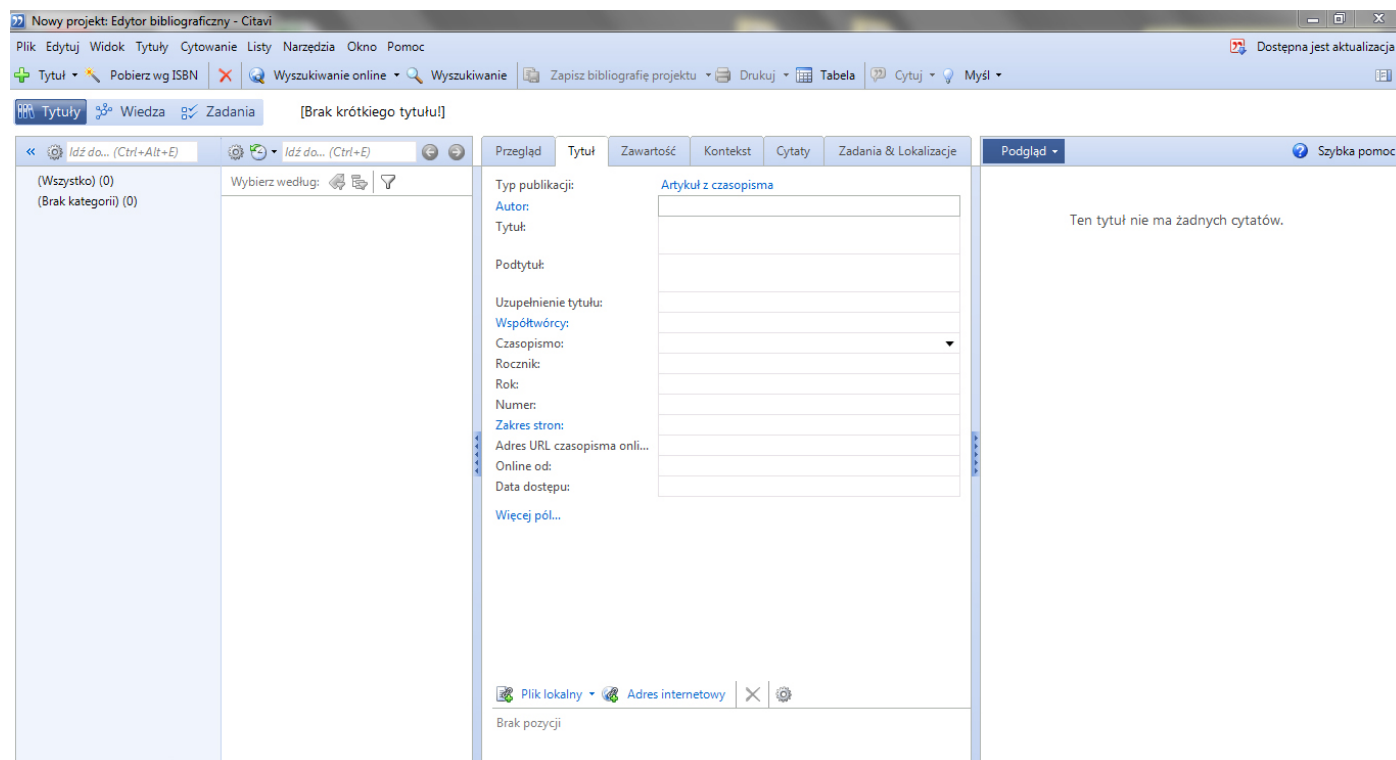 Nowy projekt: Edytor bibliograficzny - Citavi
Plik Edytuj Widok Tytuły Cytowanie Listy Narzędzia Okno Pomoc
Dostępna jest aktualizacja
Tytuł Pobierz wg ISBN Wyszukiwanie online Wyszukiwanie Zapisz bibliografię projektu Drukuj Tabela Cytuj Myśl
Tytuły Wiedza Zadania [Brak krótkiego tytułu!]
Idź do... (Ctrl+Alt+E) Idź do... (Ctrl+E)
Przegląd Tytuł Zawartość Kontekst Cytaty Zadania & Lokalizacje
Podgląd Szybka pomoc
(Wszystko) (0)
(Brak kategorii) (0)
Wybierz według:
Typ publikacji: Artykuł z czasopisma
Autor:
Tytuł:
Podtytuł:
Uzupełnienie tytułu:
Współtwórcy:
Czasopismo:
Rocznik:
Rok:
Numer:
Zakres stron:
Adres URL czasopisma onli...
Online od:
Data dostępu:
Więcej pól...
Ten tytuł nie ma żadnych cytatów.
Plik lokalny Adres internetowy
Brak pozycji